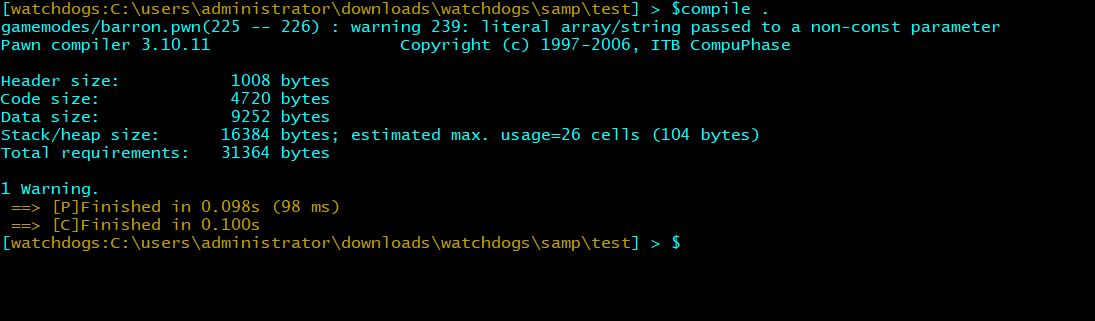 [watchdogs:C:\users\administrator\downloads\watchdogs\samp\test] > $compile .
gamemodes/barron.pwn(225 -- 226) : warning 239: literal array/string passed to a non-const parameter
Pawn compiler 3.10.11                   Copyright (c) 1997-2006, ITB CompuPhase
Header size:           1008 bytes
Code size:             4720 bytes
Data size:             9252 bytes
Stack/heap size:      16384 bytes; estimated max. usage=26 cells (104 bytes)
Total requirements:   31364 bytes
1 Warning.
 ==> [P]Finished in 0.098s (98 ms)
 ==> [C]Finished in 0.100s
[watchdogs:C:\users\administrator\downloads\watchdogs\samp\test] > $